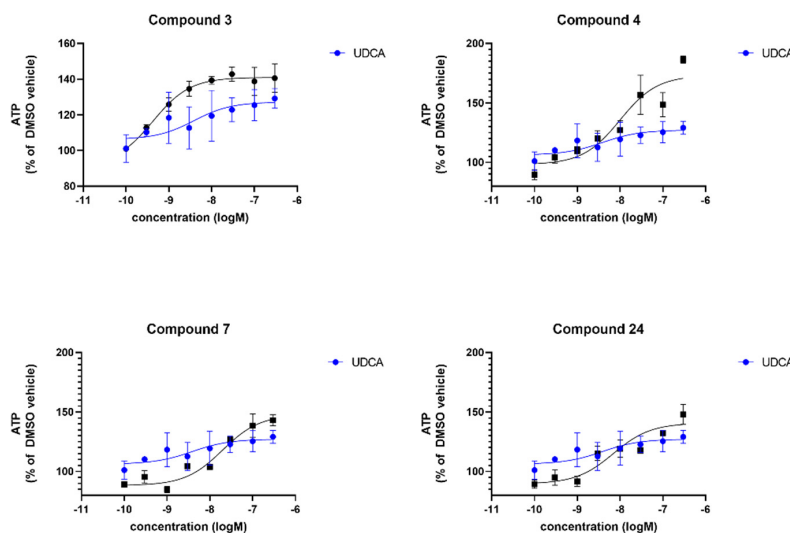 Compound 3
160
140
120
100
80
ATP
(% of DMSO vehicle)
-11 -10 -9 -8 -7 -6
concentration (logM)
UDCA
Compound 4
200
150
100
ATP
(% of DMSO vehicle)
-11 -10 -9 -8 -7 -6
concentration (logM)
UDCA
Compound 7
200
150
100
ATP
(% of DMSO vehicle)
-11 -10 -9 -8 -7 -6
concentration (logM)
UDCA
Compound 24
200
150
100
ATP
(% of DMSO vehicle)
-11 -10 -9 -8 -7 -6
concentration (logM)
UDCA